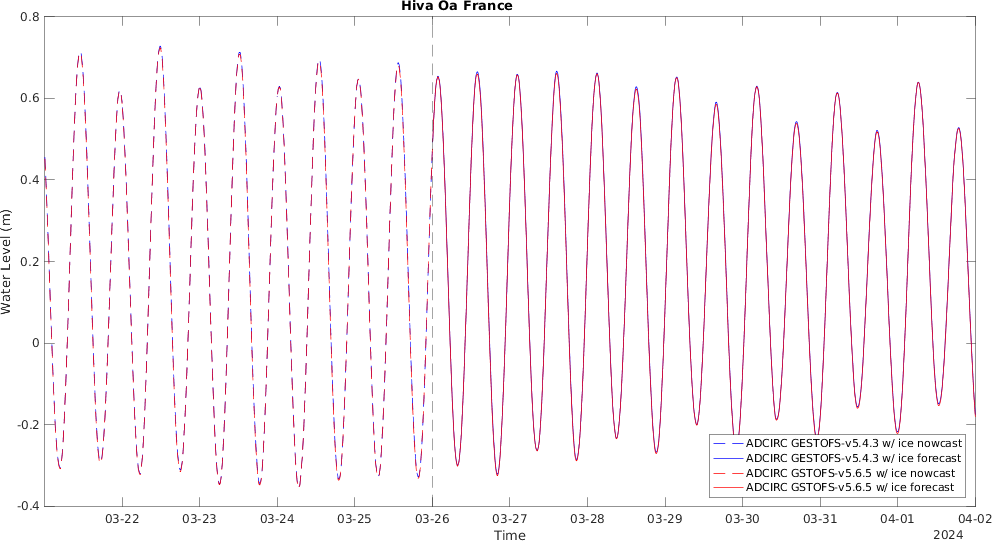 Hiva Oa France
0.8
0.6
0.4
0.2
0
-0.2
-0.4
Water Level (m)
ADCIRC GESTOFS-v5.4.3 w/ ice nowcast
ADCIRC GESTOFS-v5.4.3 w/ ice forecast
ADCIRC GSTOFS-v5.6.5 w/ ice nowcast
ADCIRC GSTOFS-v5.6.5 w/ ice forecast
03-22 03-23 03-24 03-25 03-26 03-27 03-28 03-29 03-30 03-31 04-01 04-02
Time
2024